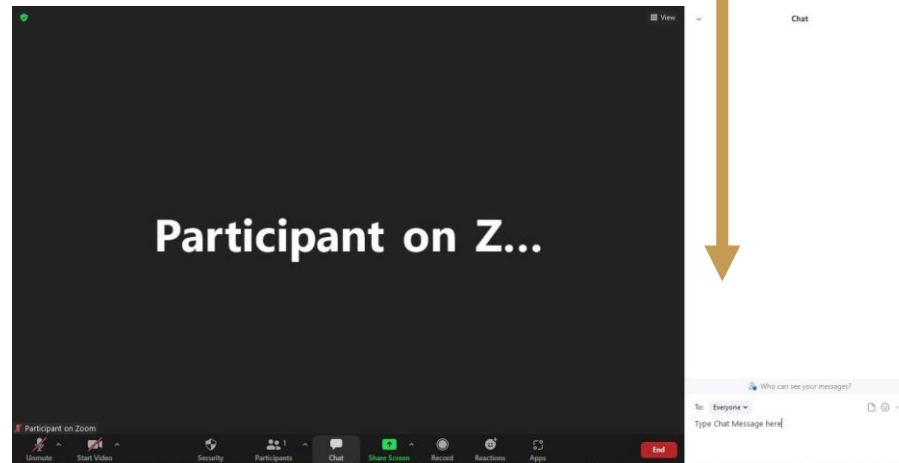 View
Chat
Participant on Z...
Who can see your messages?
To: Everyone
Type Chat Message here
Participant on Zoom
Unmute Start Video Security Participants 1 Chat Share Screen Record Reactions Apps End